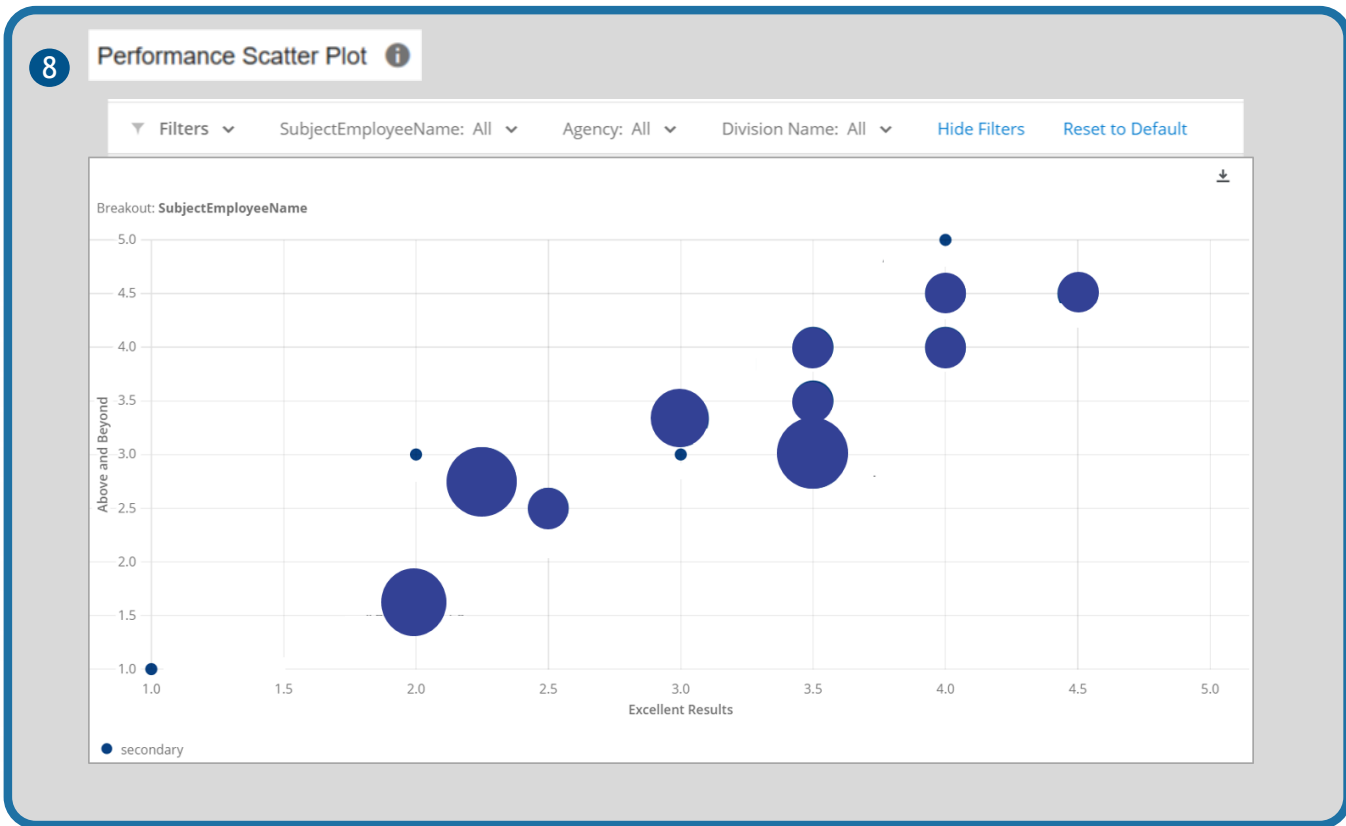 8
Performance Scatter Plot i
Filters SubjectEmployeeName: All Agency: All Division Name: All Hide Filters Reset to Default
Breakout: SubjectEmployeeName
5.0
4.5
4.0
3.5
3.0
2.5
2.0
1.5
1.0
Above and Beyond
1.0 1.5 2.0 2.5 3.0 3.5 4.0 4.5 5.0
Excellent Results
secondary